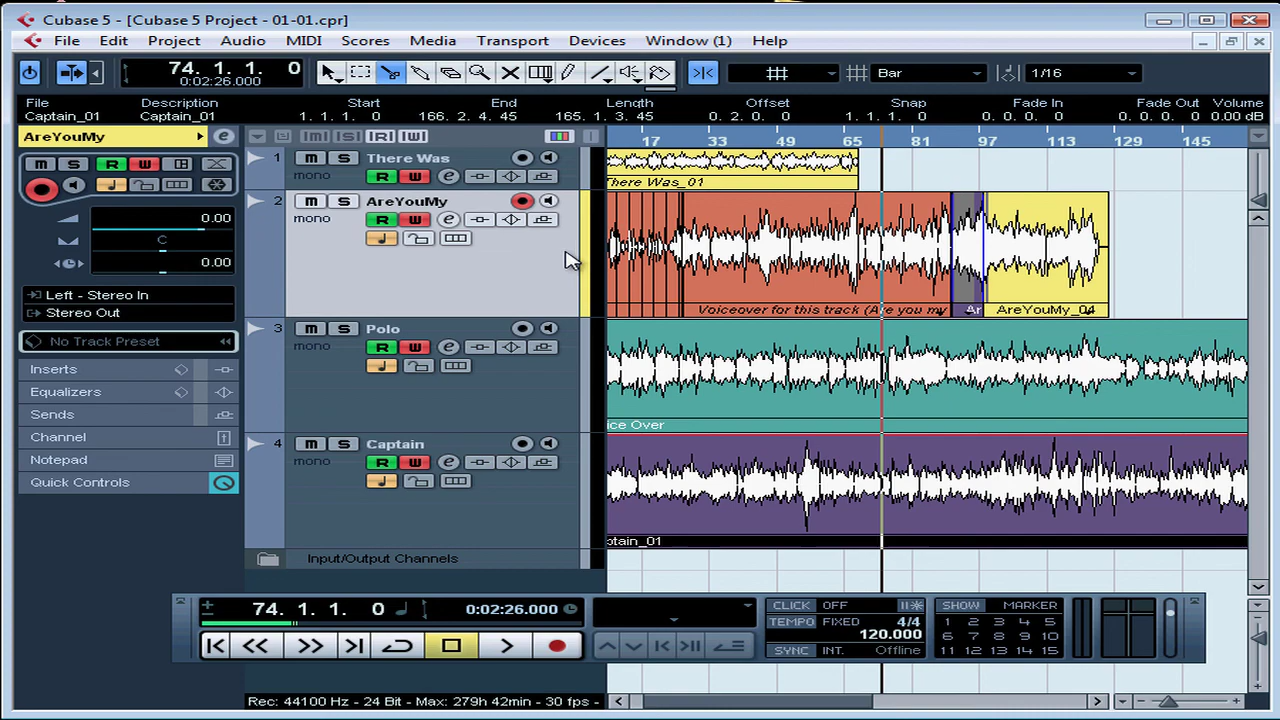 Cubase 5 - [Cubase 5 Project - 01-01.cpr]
File Edit Project Audio MIDI Scores Media Transport Devices Window (1) Help
74. 1. 1. 0 0:02:26.000 Bar 1/16
File Description Start End Length Offset Snap Fade In Fade Out Volume
Captain_01 Captain_01 1. 1. 1. 0 166. 2. 4. 45 165. 1. 3. 45 0. 2. 0 1. 1. 1. 0 0. 0. 0. 0 0. 0. 0. 0 0.00 dB
AreYouMy
17 33 49 65 81 97 113 129 145
1 m S There Was
mono R W e
There Was_01
m S R W
2 m S AreYouMy
mono R W e
0.00
C
0.00
Left - Stereo In
Stereo Out
Voiceover for this track (Are you my
Ar
AreYouMy_04
3 m S Polo
mono R W e
No Track Preset
Inserts
Equalizers
Sends
Channel
Notepad
Quick Controls
ice Over
4 m S Captain
mono R W e
ptain_01
Input/Output Channels
74. 1. 1. 0 0:02:26.000
CLICK OFF
TEMPO FIXED 4/4
120.000
SYNC INT. Offline
SHOW MARKER
1 2 3 4 5
6 7 8 9 10
11 12 13 14 15
Rec: 44100 Hz - 24 Bit - Max: 279h 42min - 30 fps -